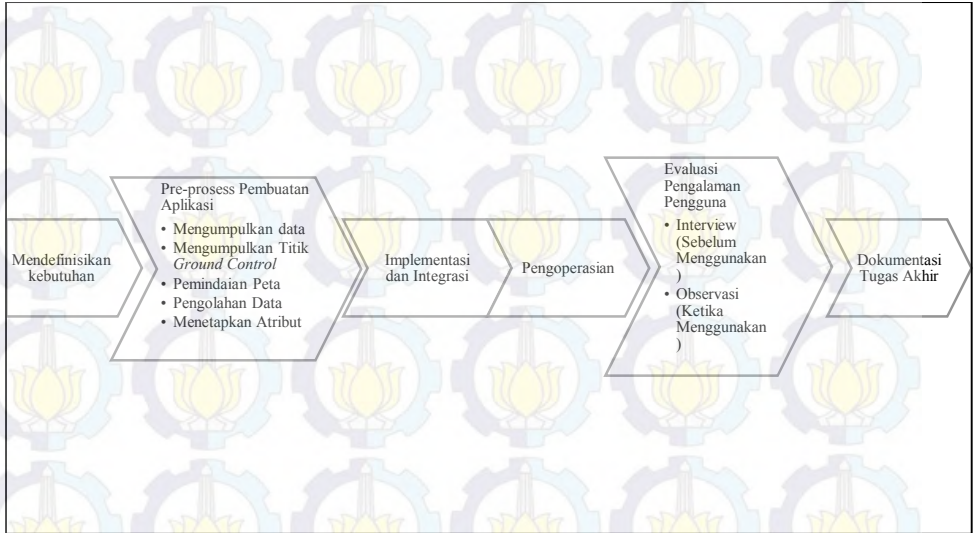 Mendefinisikan
kebutuhan
Pre-prosess Pembuatan
Aplikasi
• Mengumpulkan data
• Mengumpulkan Titik
Ground Control
• Pemindaian Peta
• Pengolahan Data
• Menetapkan Atribut
Implementasi
dan Integrasi
Pengoperasian
Evaluasi
Pengalaman
Pengguna
• Interview
(Sebelum
Menggunakan
)
• Observasi
(Ketika
Menggunakan
)
Dokumentasi
Tugas Akhir